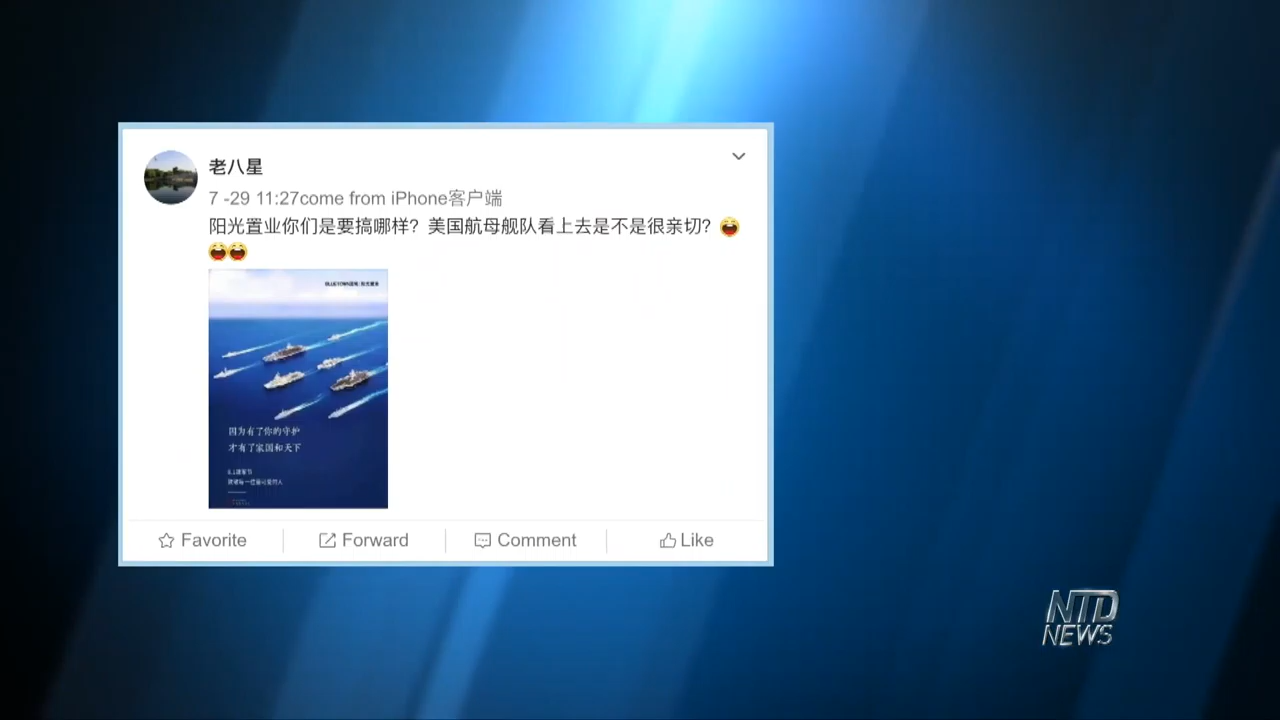 老八星
7 -29 11:27come from iPhone客户端
阳光置业你们是要搞哪样？美国航母舰队看上去是不是很亲切？
因为有了你的守护
才有了家国和天下
Favorite
Forward
Comment
Like
NTD
NEWS